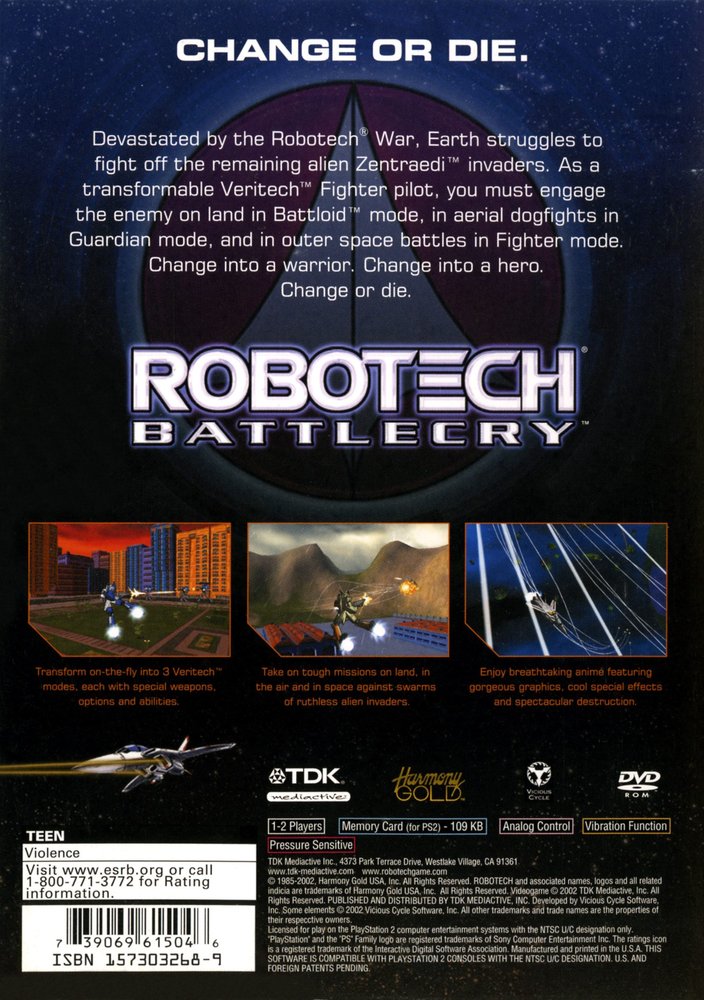 CHANGE OR DIE.
Devastated by the Robotech® War, Earth struggles to
fight off the remaining alien Zentraedi™ invaders. As a
transformable Veritech™ Fighter pilot, you must engage
the enemy on land in Battloid™ mode, in aerial dogfights in
Guardian mode, and in outer space battles in Fighter mode.
Change into a warrior. Change into a hero.
Change or die.
ROBOTECH®
BATTLECRY™
Transform on-the-fly into 3 Veritech™
modes, each with special weapons,
options and abilities.
Take on tough missions on land, in
the air and in space against swarms
of ruthless alien invaders.
Enjoy breathtaking animé featuring
gorgeous graphics, cool special effects
and spectacular destruction.
TDK
mediactive
Harmony
GOLD
VICIOUS
CYCLE
DVD
ROM
TEEN
Violence
Visit www.esrb.org or call
1-800-771-3772 for Rating
information.
7 39069 61504 6
ISBN 157303268-9
1-2 Players Memory Card (for PS2) - 109 KB Analog Control Vibration Function
Pressure Sensitive
TDK Mediactive Inc., 4373 Park Terrace Drive, Westlake Village, CA 91361
www.tdk-mediactive.com www.robotechgame.com
© 1985-2002, Harmony Gold USA, Inc. All Rights Reserved. ROBOTECH and associated names, logos and all related
indicia are trademarks of Harmony Gold USA, Inc. All Rights Reserved. Videogame © 2002 TDK Mediactive, Inc. All
Rights Reserved. PUBLISHED AND DISTRIBUTED BY TDK MEDIACTIVE, INC. Developed by Vicious Cycle Software,
Inc. Some elements © 2002 Vicious Cycle Software, Inc. All other trademarks and trade names are the properties of
their respective owners.
Licensed for play on the PlayStation 2 computer entertainment systems with the NTSC U/C designation only.
"PlayStation" and the "PS" Family logo are registered trademarks of Sony Computer Entertainment Inc. The ratings icon
is a registered trademark of the Interactive Digital Software Association. Manufactured and printed in the U.S.A. THIS
SOFTWARE IS COMPATIBLE WITH PLAYSTATION 2 CONSOLES WITH THE NTSC U/C DESIGNATION. U.S. AND
FOREIGN PATENTS PENDING.